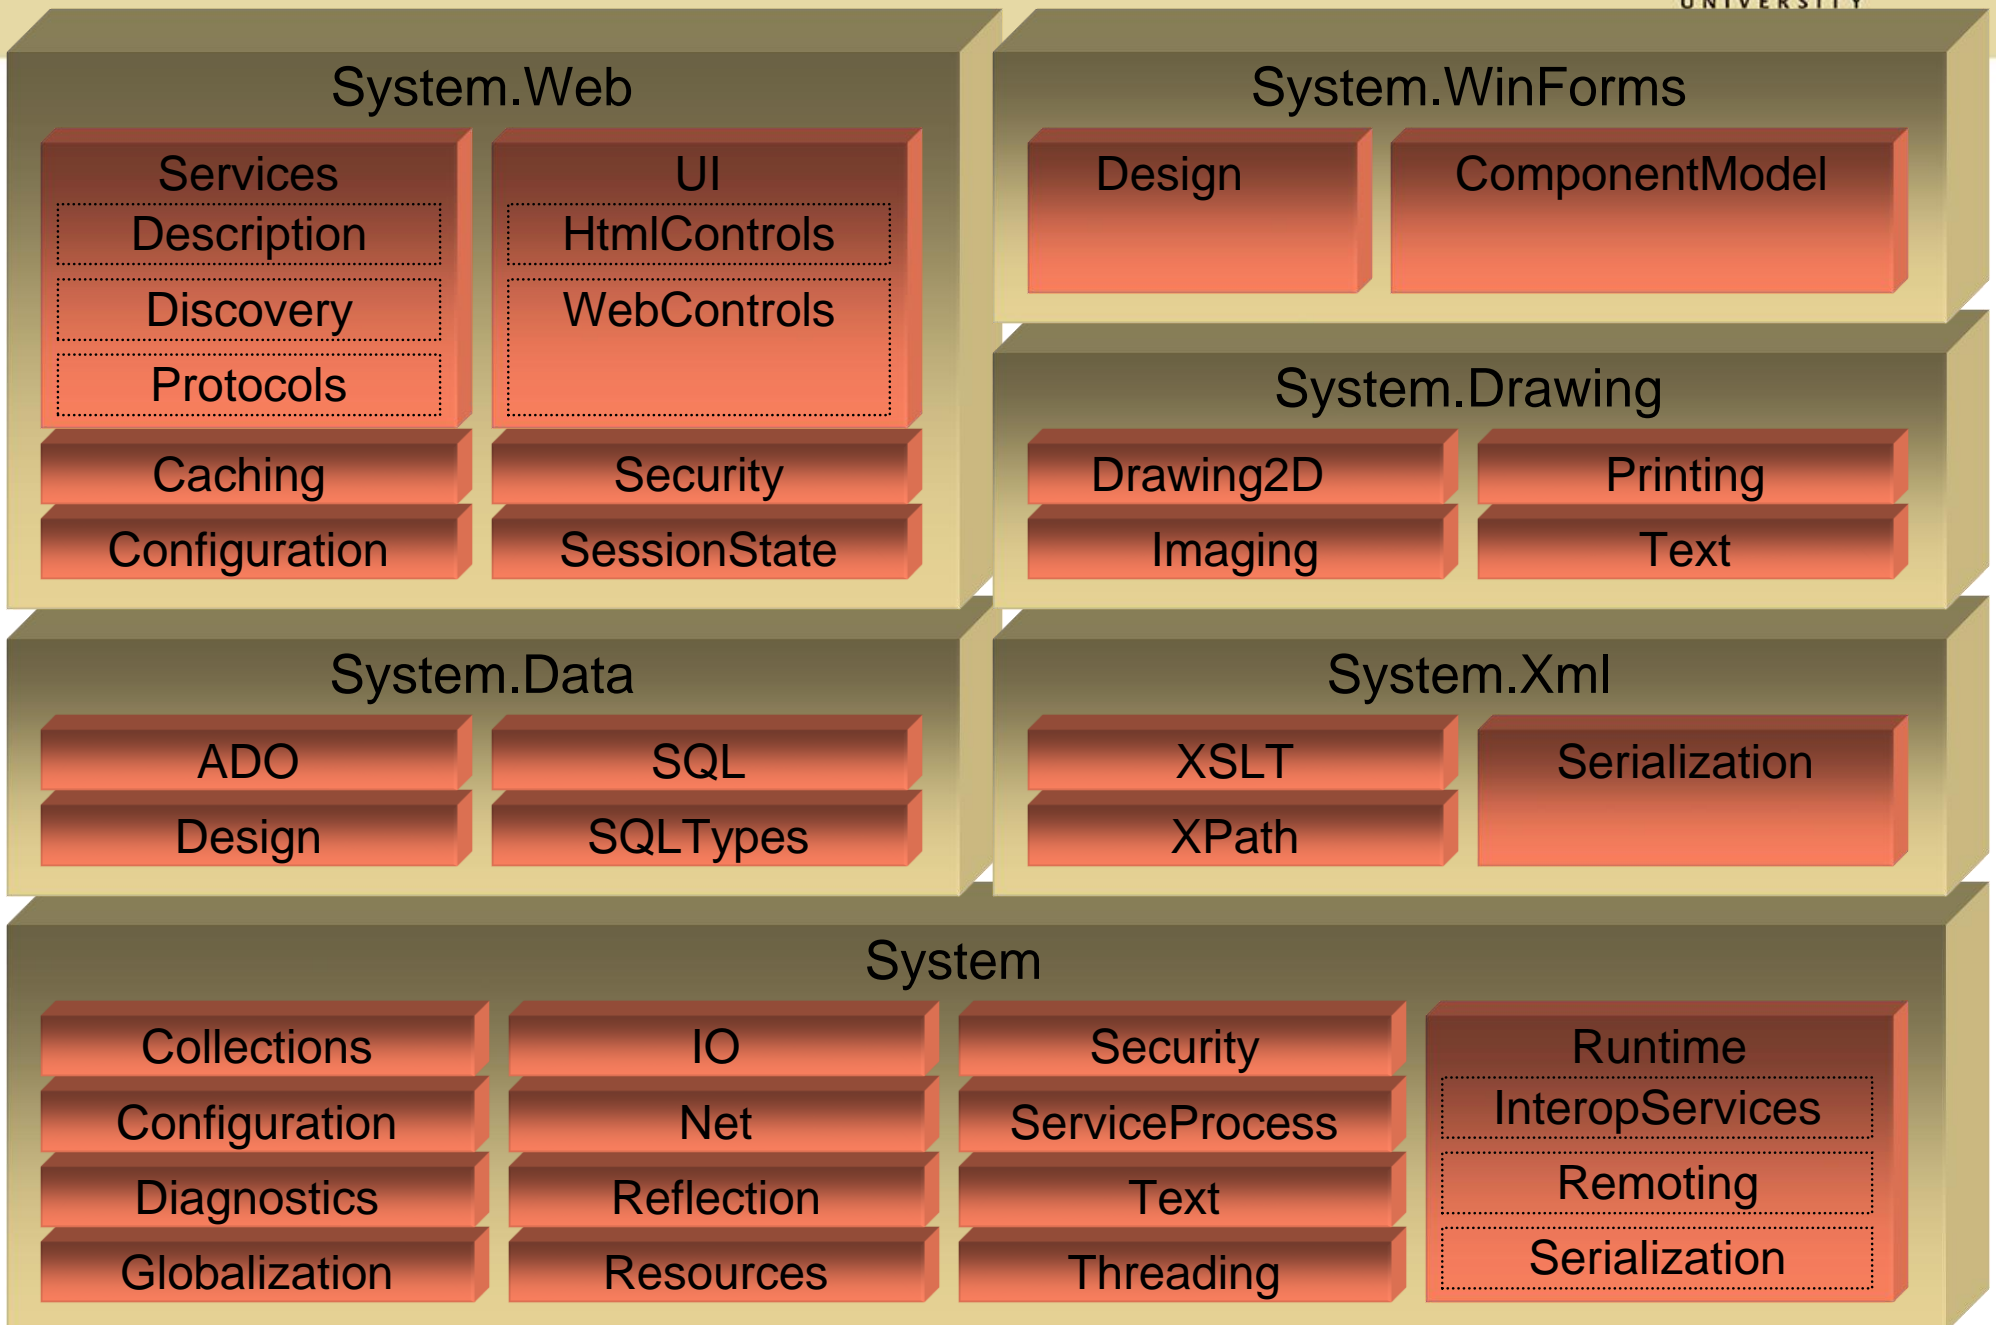 UNIVERSITY
System.Web
Services
Description
Discovery
Protocols
UI
HtmlControls
WebControls
Caching
Security
Configuration
SessionState
System.WinForms
Design
ComponentModel
System.Drawing
Drawing2D
Printing
Imaging
Text
System.Data
ADO
SQL
Design
SQLTypes
System.Xml
XSLT
XPath
Serialization
System
Collections
Configuration
Diagnostics
Globalization
IO
Net
Reflection
Resources
Security
ServiceProcess
Text
Threading
Runtime
InteropServices
Remoting
Serialization